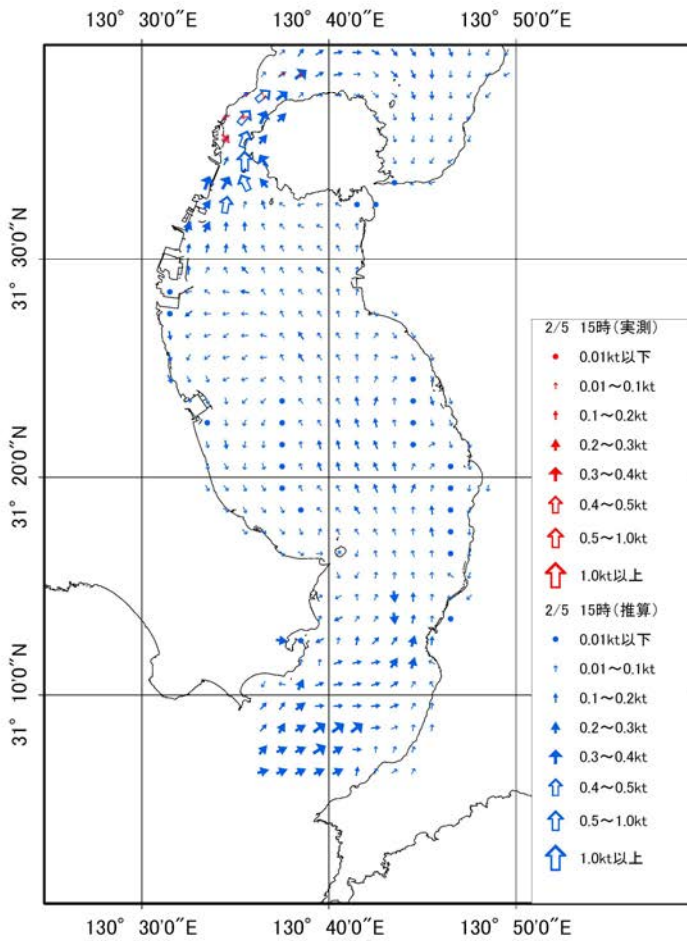 130° 30′0″E 130° 40′0″E 130° 50′0″E
31° 30′0″N
31° 20′0″N
31° 10′0″N
2/5 15時(実測)
0.01kt以下
0.01～0.1kt
0.1～0.2kt
0.2～0.3kt
0.3～0.4kt
0.4～0.5kt
0.5～1.0kt
1.0kt以上
2/5 15時(推算)
0.01kt以下
0.01～0.1kt
0.1～0.2kt
0.2～0.3kt
0.3～0.4kt
0.4～0.5kt
0.5～1.0kt
1.0kt以上
130° 30′0″E 130° 40′0″E 130° 50′0″E